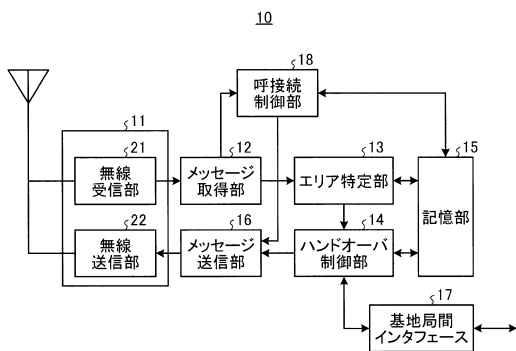 10
18
呼接続
制御部
11
21
無線
受信部
12
メッセージ
取得部
13
エリア特定部
15
記憶部
22
無線
送信部
16
メッセージ
送信部
14
ハンドオーバ
制御部
17
基地局間
インタフェース